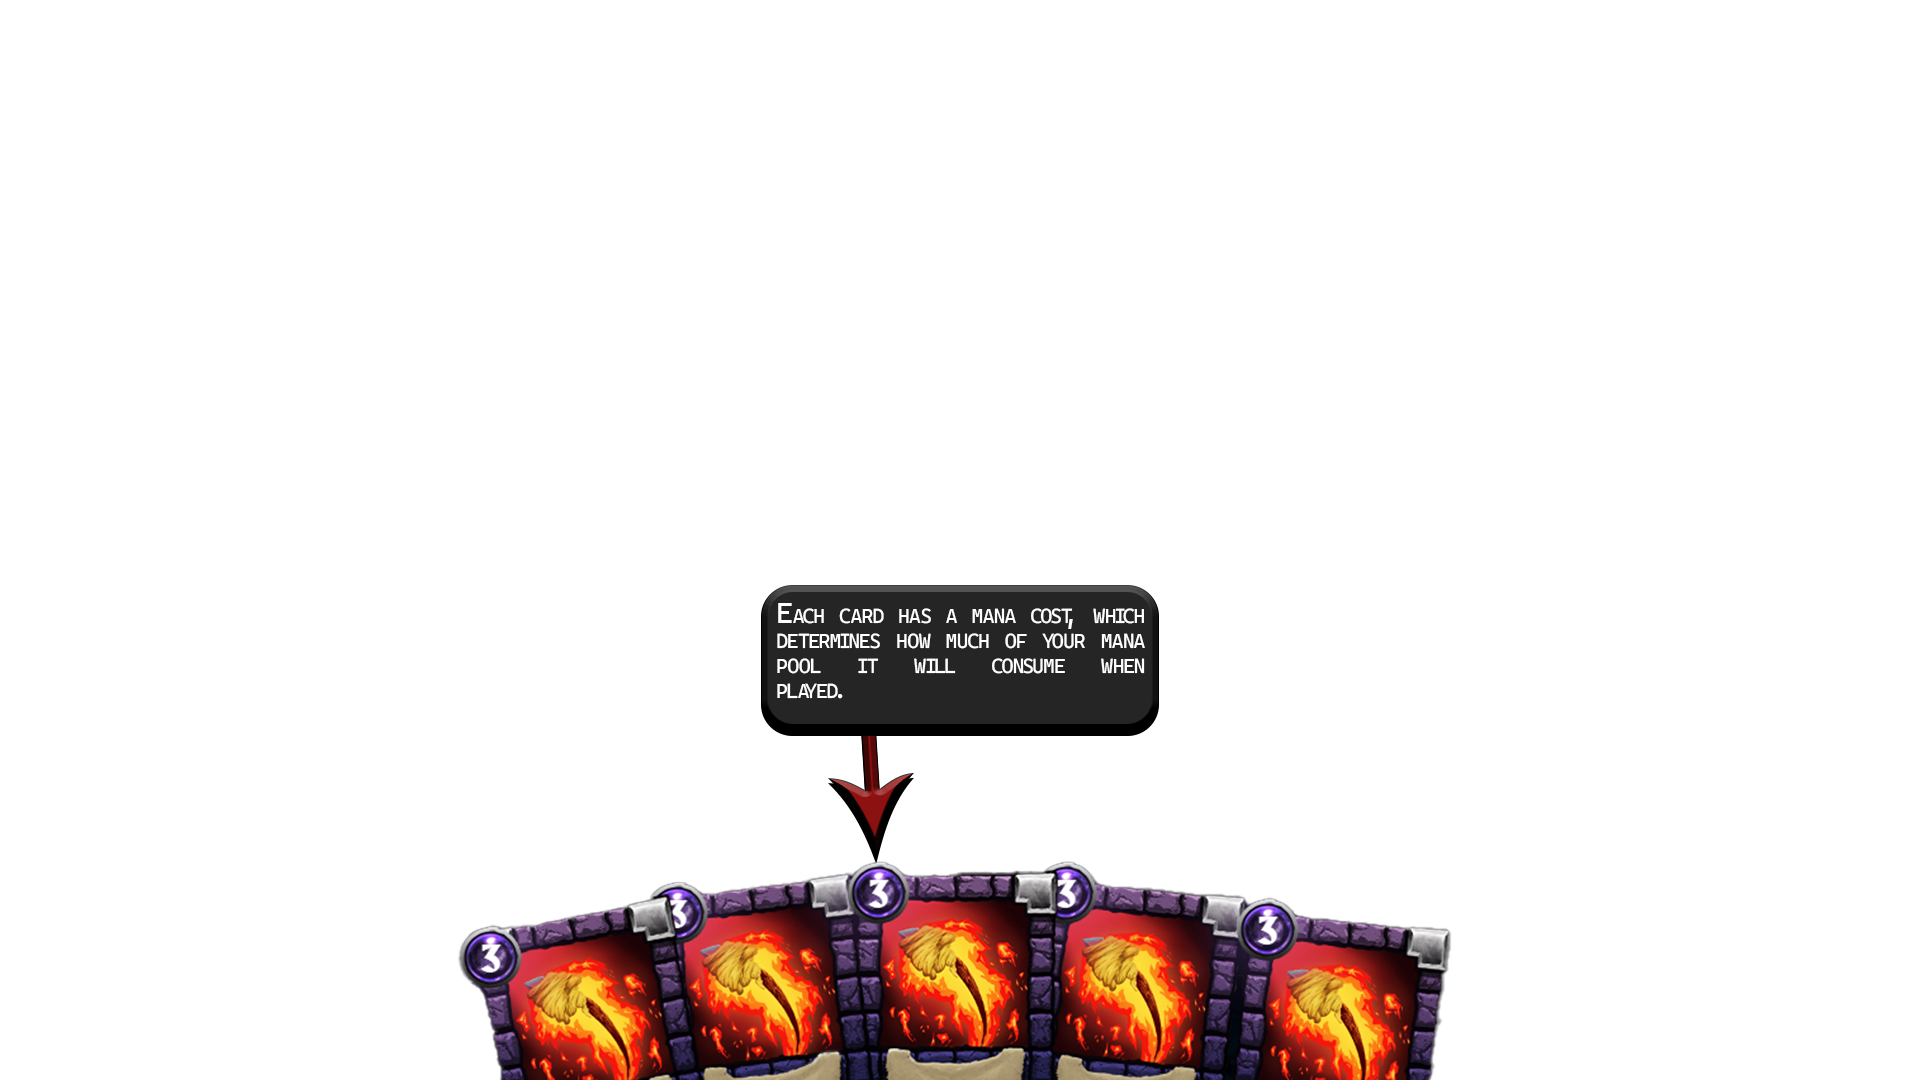 Each card has a mana cost, which
determines how much of your mana
pool it will consume when
played.
3
3
3
3
3